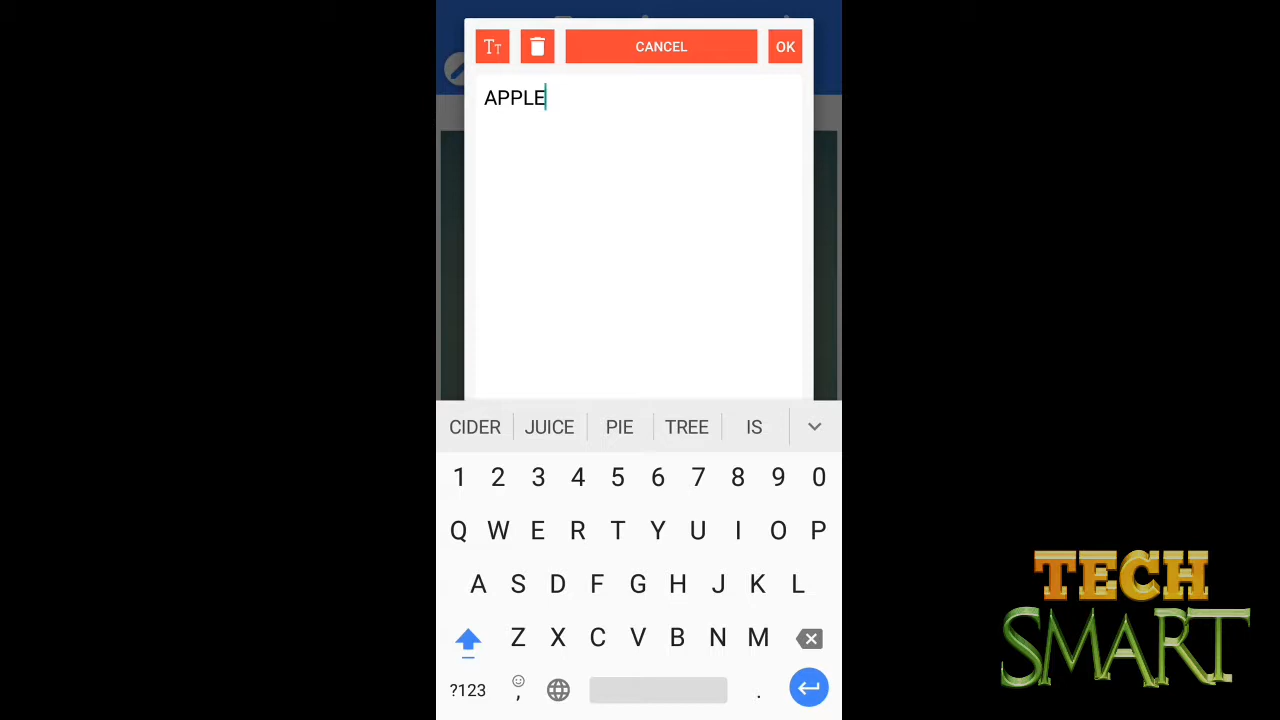 TT CANCEL OK
APPLE
CIDER JUICE PIE TREE IS
1 2 3 4 5 6 7 8 9 0
Q W E R T Y U I O P
A S D F G H J K L
Z X C V B N M
?123 , .
TECH
SMART